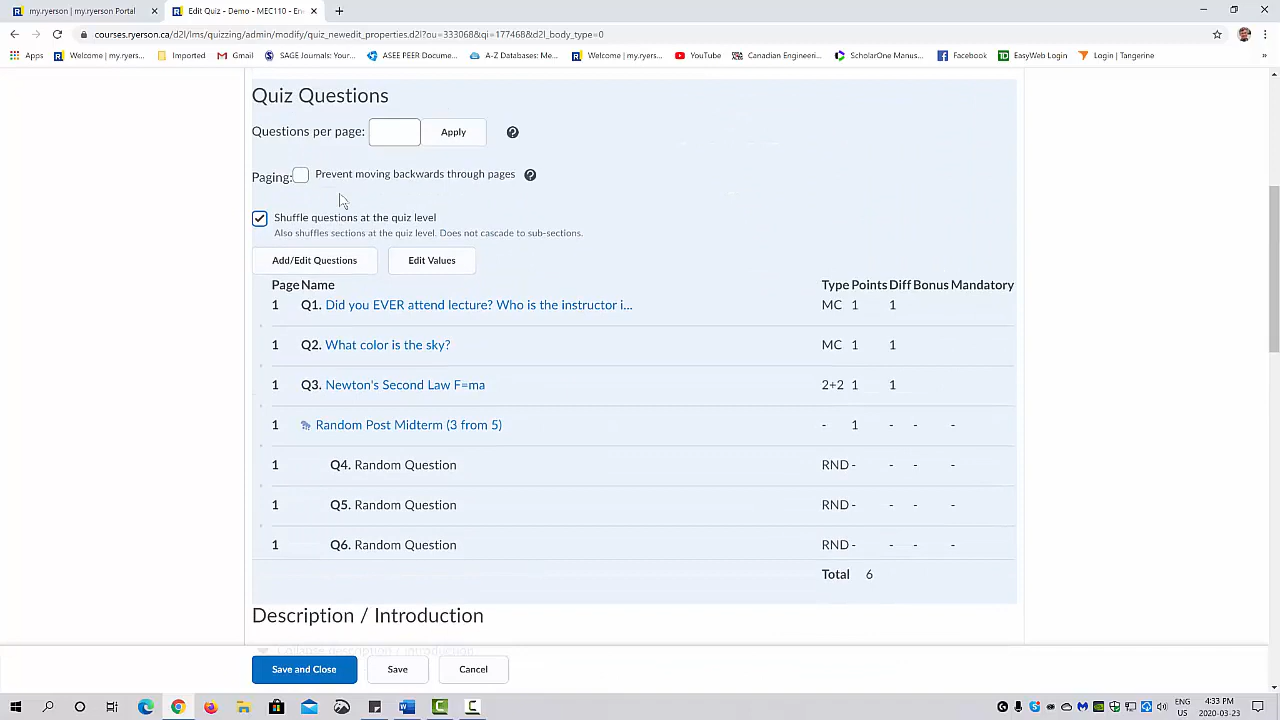 my.ryerson | my.ryerson Portal
Edit Quiz - Demo - MEC110 - En
courses.ryerson.ca/d2l/lms/quizzing/admin/modify/quiz_newedit_properties.d2l?ou=333068&qi=177468&d2l_body_type=0
Apps Welcome | my.ryers... Imported Gmail SAGE Journals: Your... ASEE PEER Docume... A-Z Databases: Me... Welcome | my.ryers... YouTube Canadian Engineeri... ScholarOne Manus... Facebook EasyWeb Login Login | Tangerine
Quiz Questions
Questions per page: Apply
Paging: Prevent moving backwards through pages
Shuffle questions at the quiz level
Also shuffles sections at the quiz level. Does not cascade to sub-sections.
Add/Edit Questions Edit Values
Page Name Type Points Diff Bonus Mandatory
1 Q1. Did you EVER attend lecture? Who is the instructor i... MC 1 1
1 Q2. What color is the sky? MC 1 1
1 Q3. Newton's Second Law F=ma 2+2 1 1
1 Random Post Midterm (3 from 5) - 1 - - -
1 Q4. Random Question RND - - - -
1 Q5. Random Question RND - - - -
1 Q6. Random Question RND - - - -
Total 6
Description / Introduction
Collapse description / introduction
Save and Close Save Cancel
ENG 4:33 PM
US 2020-03-23